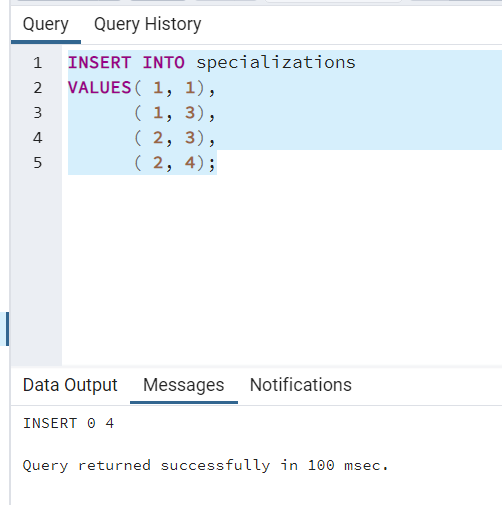 Query Query History
1 INSERT INTO specializations
2 VALUES( 1, 1),
3 ( 1, 3),
4 ( 2, 3),
5 ( 2, 4);
Data Output Messages Notifications
INSERT 0 4
Query returned successfully in 100 msec.